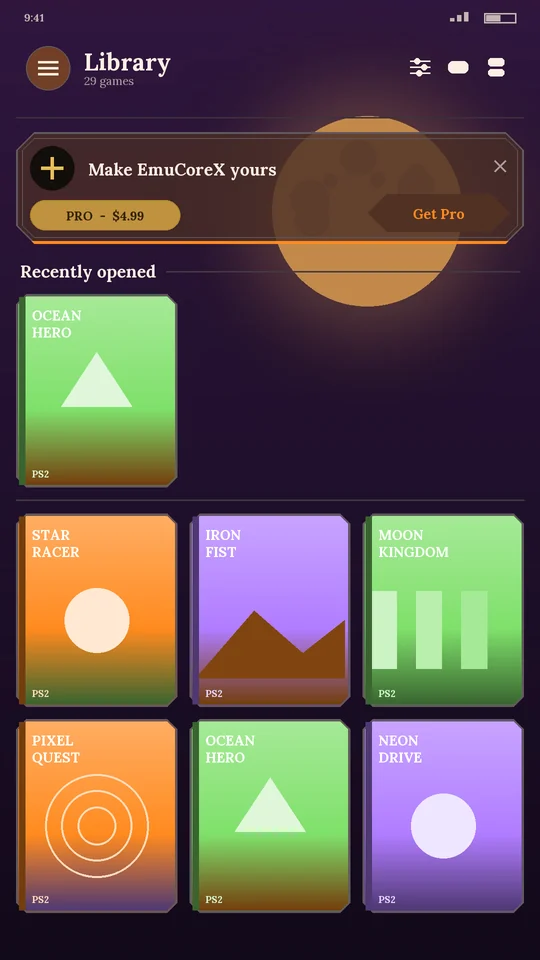 9:41
Library
29 games
Make EmuCoreX yours
PRO - $4.99
Get Pro
Recently opened
OCEAN
HERO
PS2
STAR
RACER
PS2
IRON
FIST
PS2
MOON
KINGDOM
PS2
PIXEL
QUEST
PS2
OCEAN
HERO
PS2
NEON
DRIVE
PS2